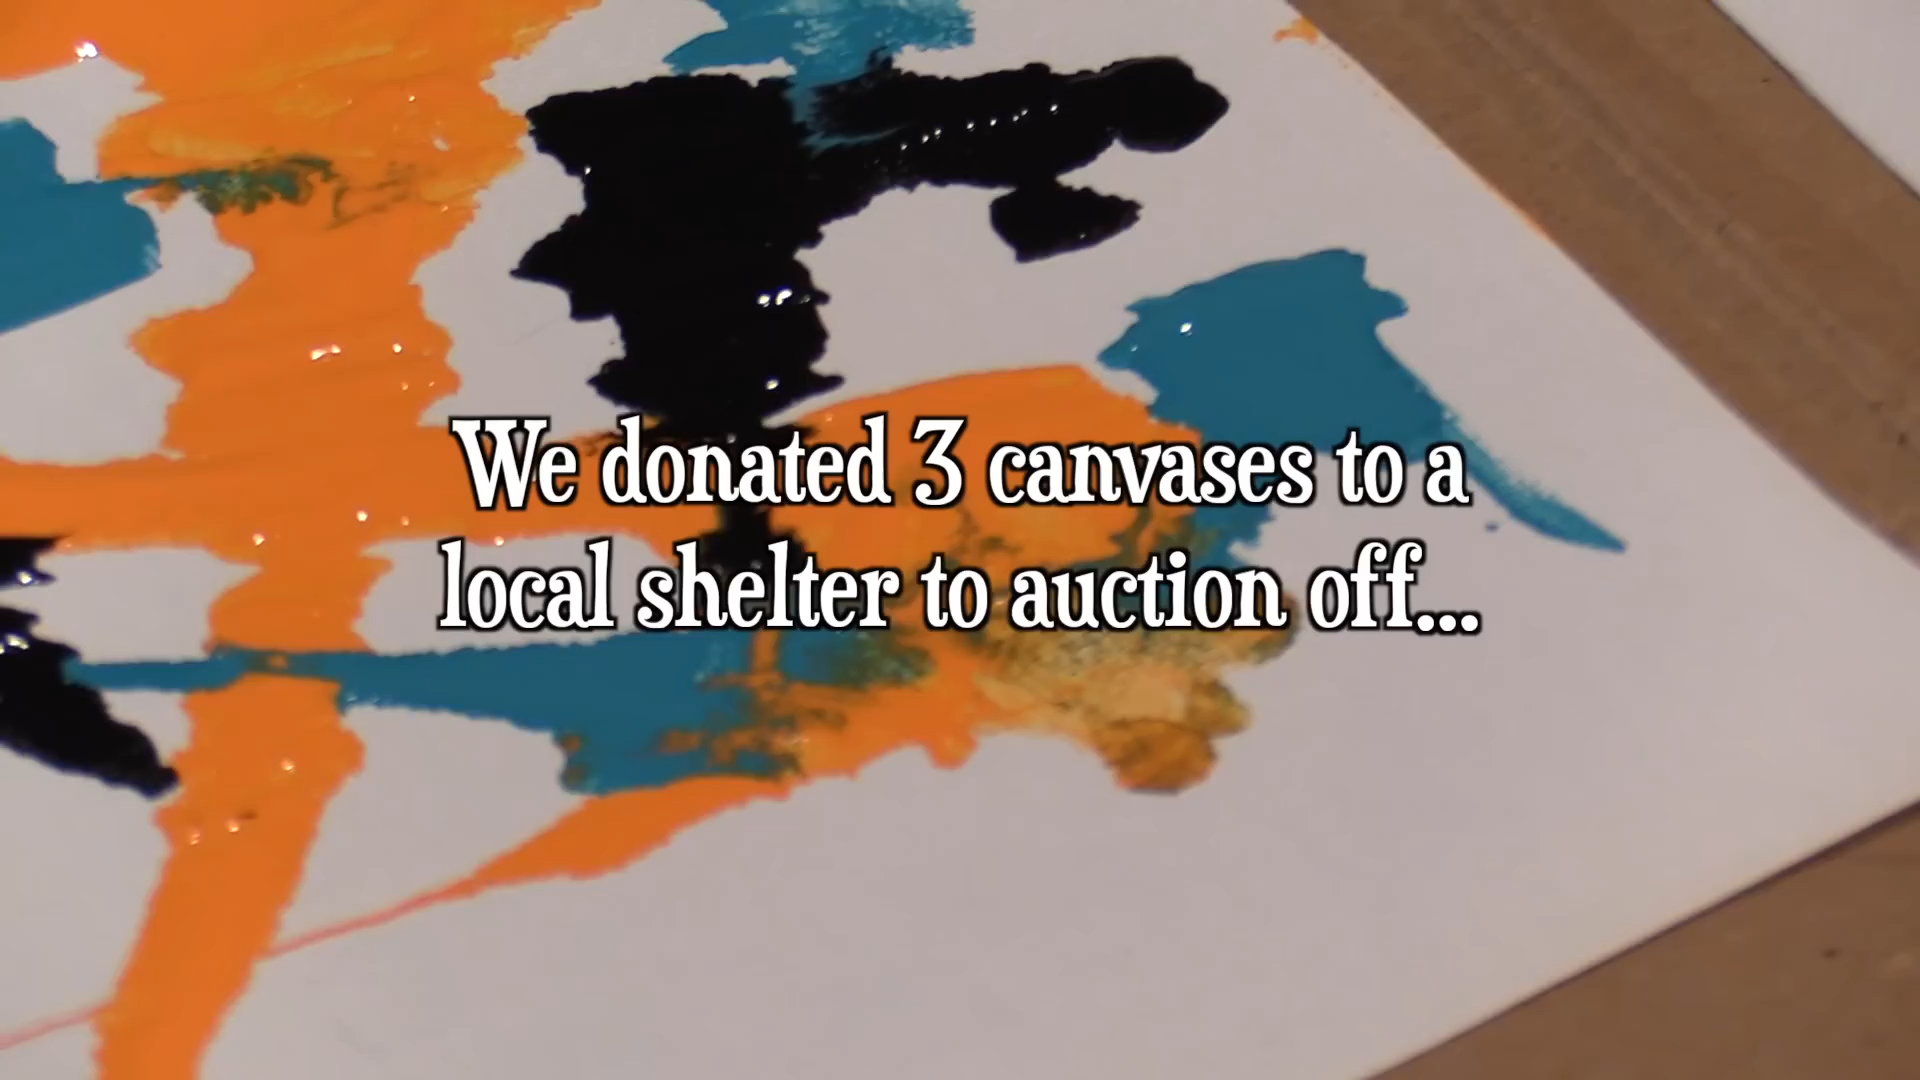 We donated 3 canvases to a
local shelter to auction off...